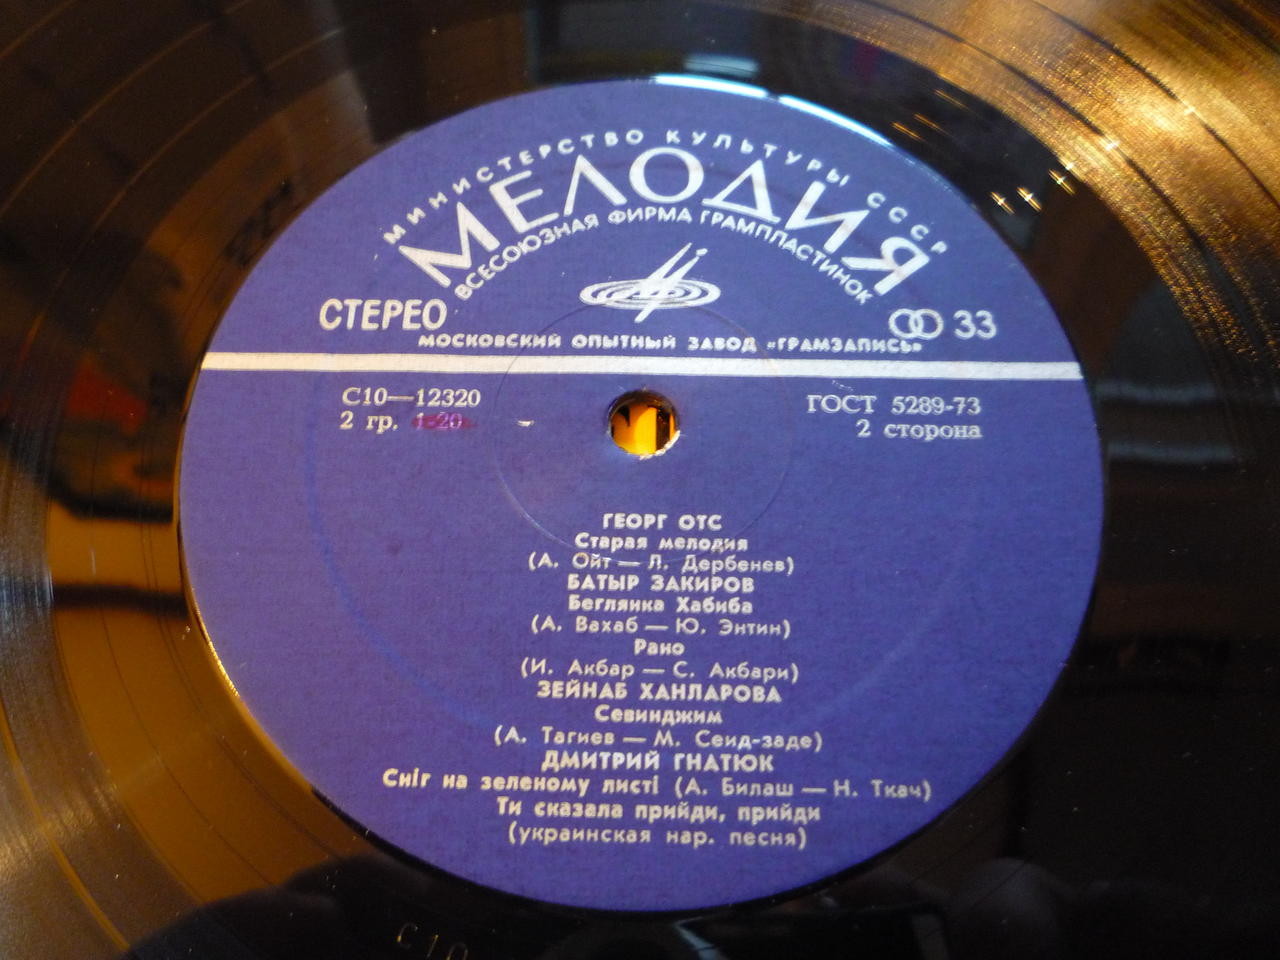 МИНИСТЕРСТВО КУЛЬТУРЫ СССР
МЕЛОДИЯ
ВСЕСОЮЗНАЯ ФИРМА ГРАМПЛАСТИНОК
СТЕРЕО 33
МОСКОВСКИЙ ОПЫТНЫЙ ЗАВОД «ГРАМЗАПИСЬ»
С10—12320 ГОСТ 5289-73
2 гр. 1-20 2 сторона
ГЕОРГ ОТС
Старая мелодия
(А. Ойт — Л. Дербенев)
БАТЫР ЗАКИРОВ
Беглянка Хабиба
(А. Вахаб — Ю. Энтин)
Рано
(И. Акбар — С. Акбари)
ЗЕЙНАБ ХАНЛАРОВА
Севинджим
(А. Тагиев — М. Сеид-заде)
ДМИТРИЙ ГНАТЮК
Сніг на зеленому листі (А. Билаш — Н. Ткач)
Ти сказала прийди, прийди
(украинская нар. песня)
С10